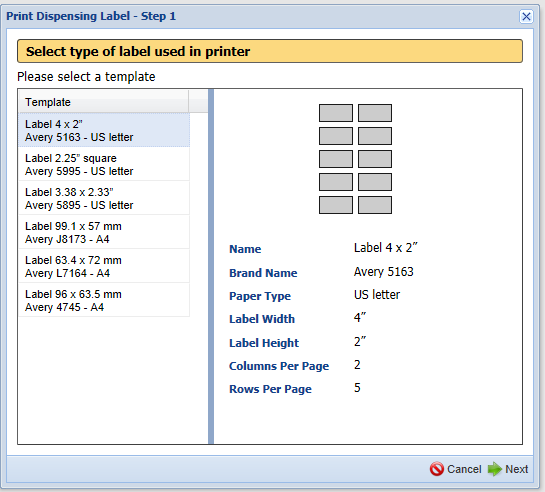 Print Dispensing Label - Step 1
Select type of label used in printer
Please select a template
Template
Label 4 x 2"
Avery 5163 - US letter
Label 2.25" square
Avery 5995 - US letter
Label 3.38 x 2.33"
Avery 5895 - US letter
Label 99.1 x 57 mm
Avery J8173 - A4
Label 63.4 x 72 mm
Avery L7164 - A4
Label 96 x 63.5 mm
Avery 4745 - A4
Name Label 4 x 2”
Brand Name Avery 5163
Paper Type US letter
Label Width 4”
Label Height 2”
Columns Per Page 2
Rows Per Page 5
Cancel Next